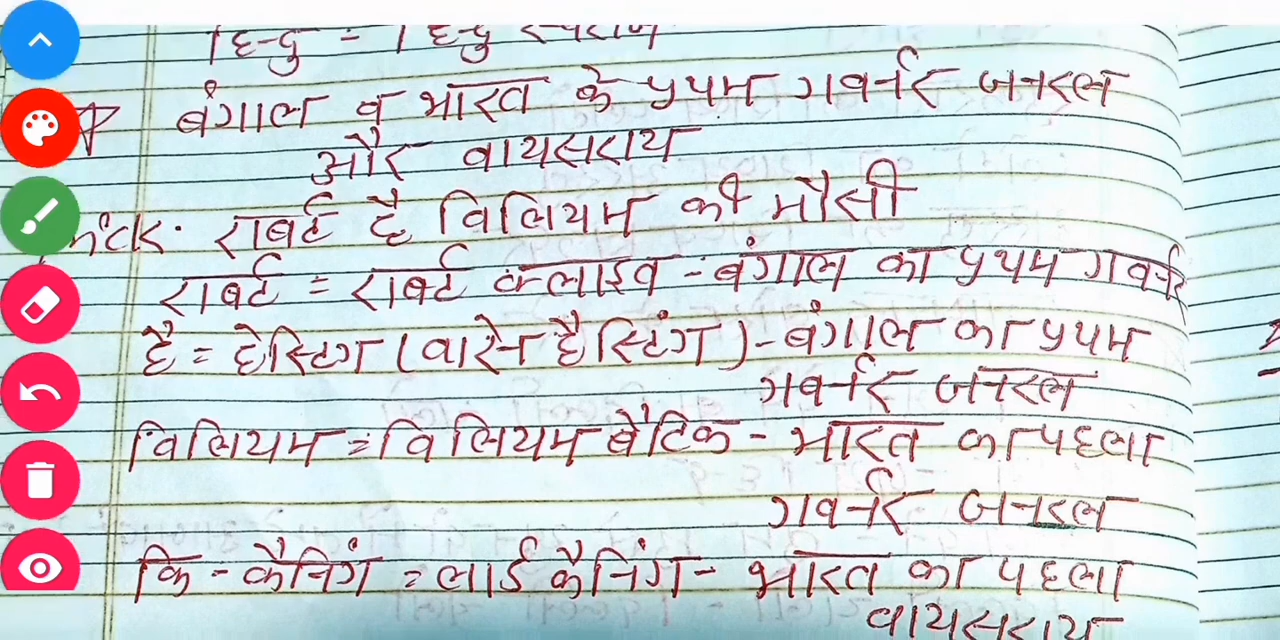 हिन्दु = हिन्दु स्वराज
बंगाल व भारत के प्रथम गवर्नर जनरल
और वायसराय
राबर्ट है विलियम की मौसी
राबर्ट = राबर्ट क्लाइव - बंगाल का प्रथम गवर्नर
है = हेस्टिंग (वारेन हैस्टिंग) - बंगाल का प्रथम
गवर्नर जनरल
विलियम = विलियम बैटिक - भारत का पहला
गवर्नर जनरल
कि - कैनिंग = लार्ड कैनिंग - भारत का पहला
वायसराय